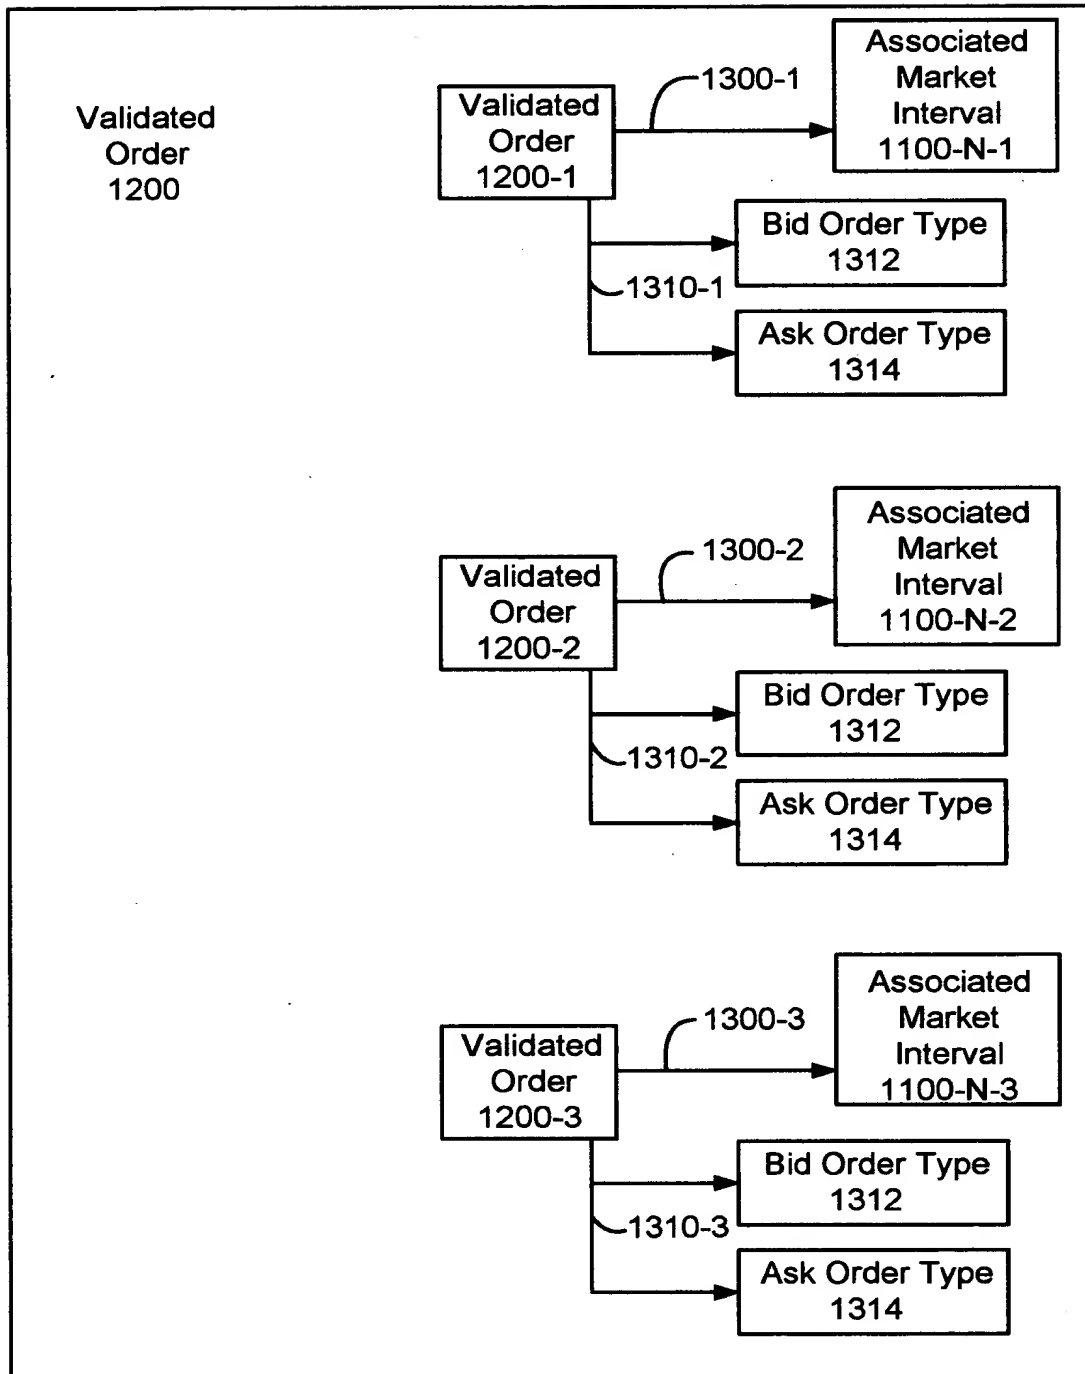 Validated
Order
1200
Validated
Order
1200-1
1300-1
Associated
Market
Interval
1100-N-1
Bid Order Type
1312
1310-1
Ask Order Type
1314
Validated
Order
1200-2
1300-2
Associated
Market
Interval
1100-N-2
Bid Order Type
1312
1310-2
Ask Order Type
1314
Validated
Order
1200-3
1300-3
Associated
Market
Interval
1100-N-3
Bid Order Type
1312
1310-3
Ask Order Type
1314